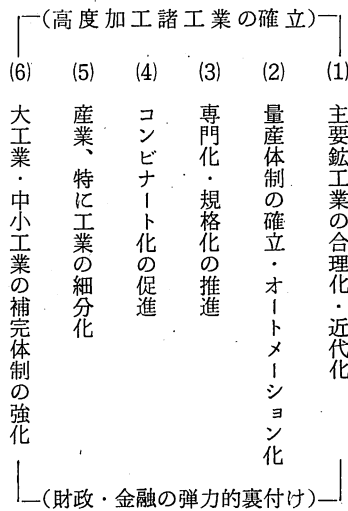 (高度加工諸工業の確立)
(1) 主要鉱工業の合理化・近代化
(2) 量産体制の確立・オートメーション化
(3) 専門化・規格化の推進
(4) コンビナート化の促進
(5) 産業、特に工業の細分化
(6) 大工業・中小工業の補完体制の強化
(財政・金融の弾力的裏付け)